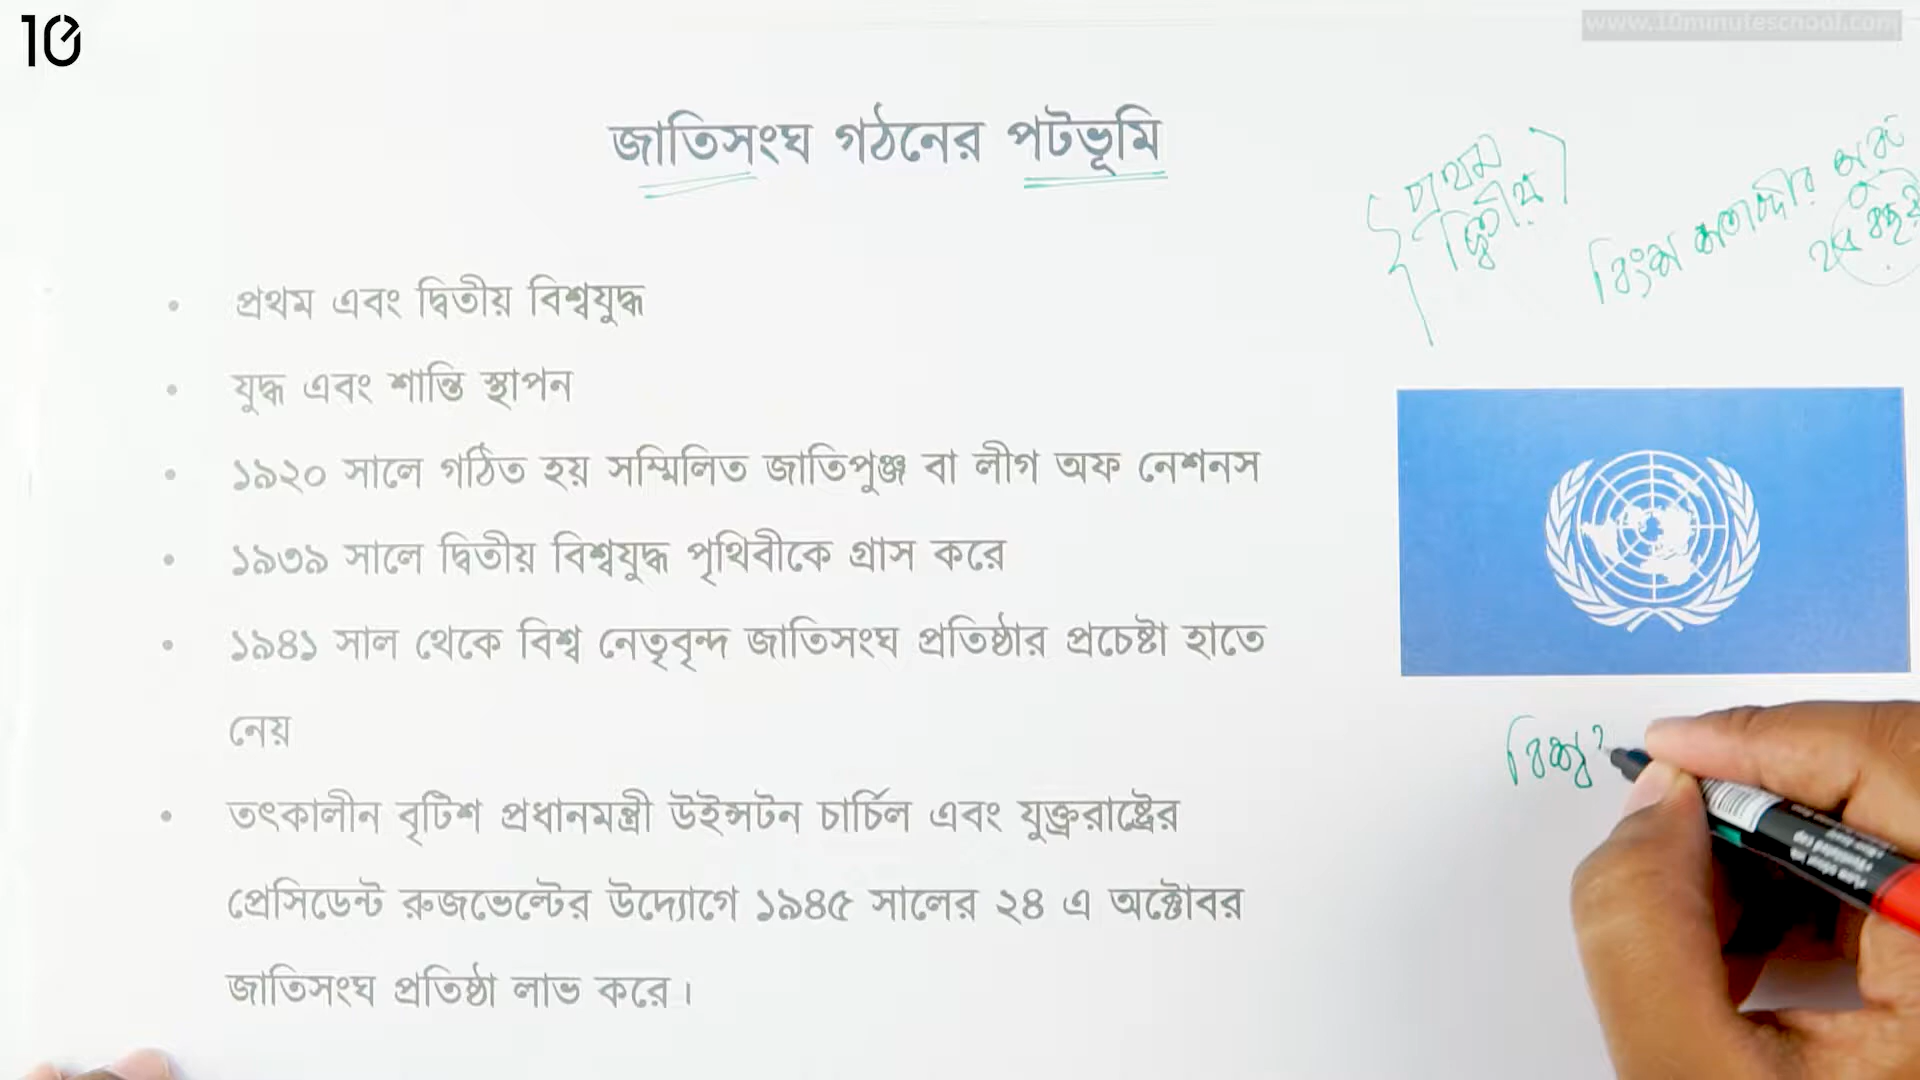 10
www.10minuteschool.com
জাতিসংঘ গঠনের পটভূমি
প্রথম
দ্বিতীয়
বিংশ শতাব্দীর
• প্রথম এবং দ্বিতীয় বিশ্বযুদ্ধ
• যুদ্ধ এবং শান্তি স্থাপন
• ১৯২০ সালে গঠিত হয় সম্মিলিত জাতিপুঞ্জ বা লীগ অফ নেশনস
• ১৯৩৯ সালে দ্বিতীয় বিশ্বযুদ্ধ পৃথিবীকে গ্রাস করে
• ১৯৪১ সাল থেকে বিশ্ব নেতৃবৃন্দ জাতিসংঘ প্রতিষ্ঠার প্রচেষ্টা হাতে
নেয়
• তৎকালীন বৃটিশ প্রধানমন্ত্রী উইন্সটন চার্চিল এবং যুক্ত্ররাষ্ট্রের
প্রেসিডেন্ট রুজভেল্টের উদ্যোগে ১৯৪৫ সালের ২৪ এ অক্টোবর
জাতিসংঘ প্রতিষ্ঠা লাভ করে।
বিশ্ব